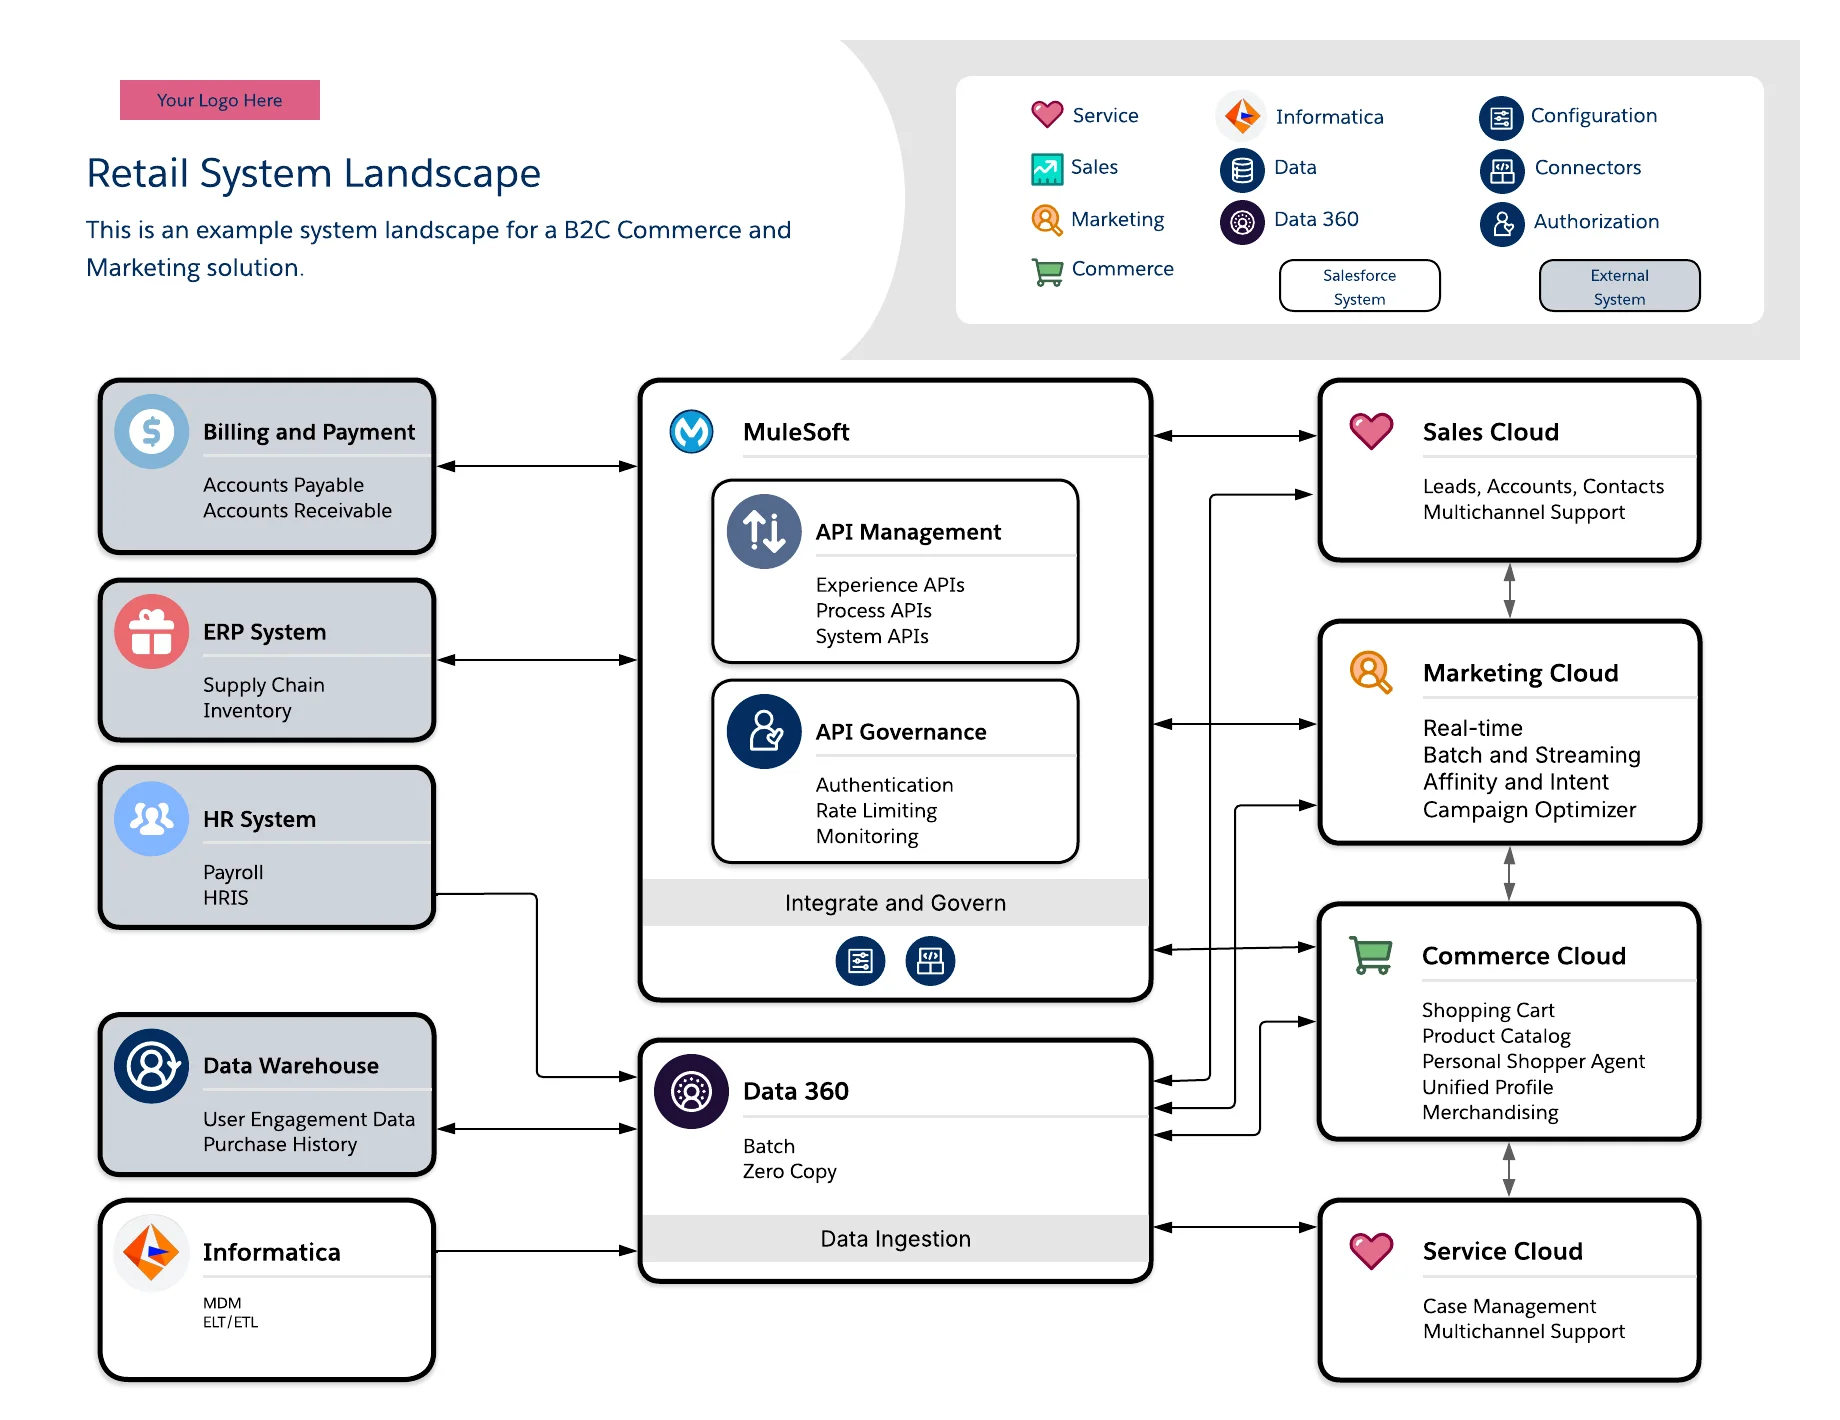 Your Logo Here
Retail System Landscape
This is an example system landscape for a B2C Commerce and
Marketing solution.
Service
Informatica
Configuration
Sales
Data
Connectors
Marketing
Data 360
Authorization
Commerce
Salesforce
System
External
System
Billing and Payment
Accounts Payable
Accounts Receivable
ERP System
Supply Chain
Inventory
HR System
Payroll
HRIS
Data Warehouse
User Engagement Data
Purchase History
Informatica
MDM
ELT/ETL
MuleSoft
API Management
Experience APIs
Process APIs
System APIs
API Governance
Authentication
Rate Limiting
Monitoring
Integrate and Govern
Data 360
Batch
Zero Copy
Data Ingestion
Sales Cloud
Leads, Accounts, Contacts
Multichannel Support
Marketing Cloud
Real-time
Batch and Streaming
Affinity and Intent
Campaign Optimizer
Commerce Cloud
Shopping Cart
Product Catalog
Personal Shopper Agent
Unified Profile
Merchandising
Service Cloud
Case Management
Multichannel Support